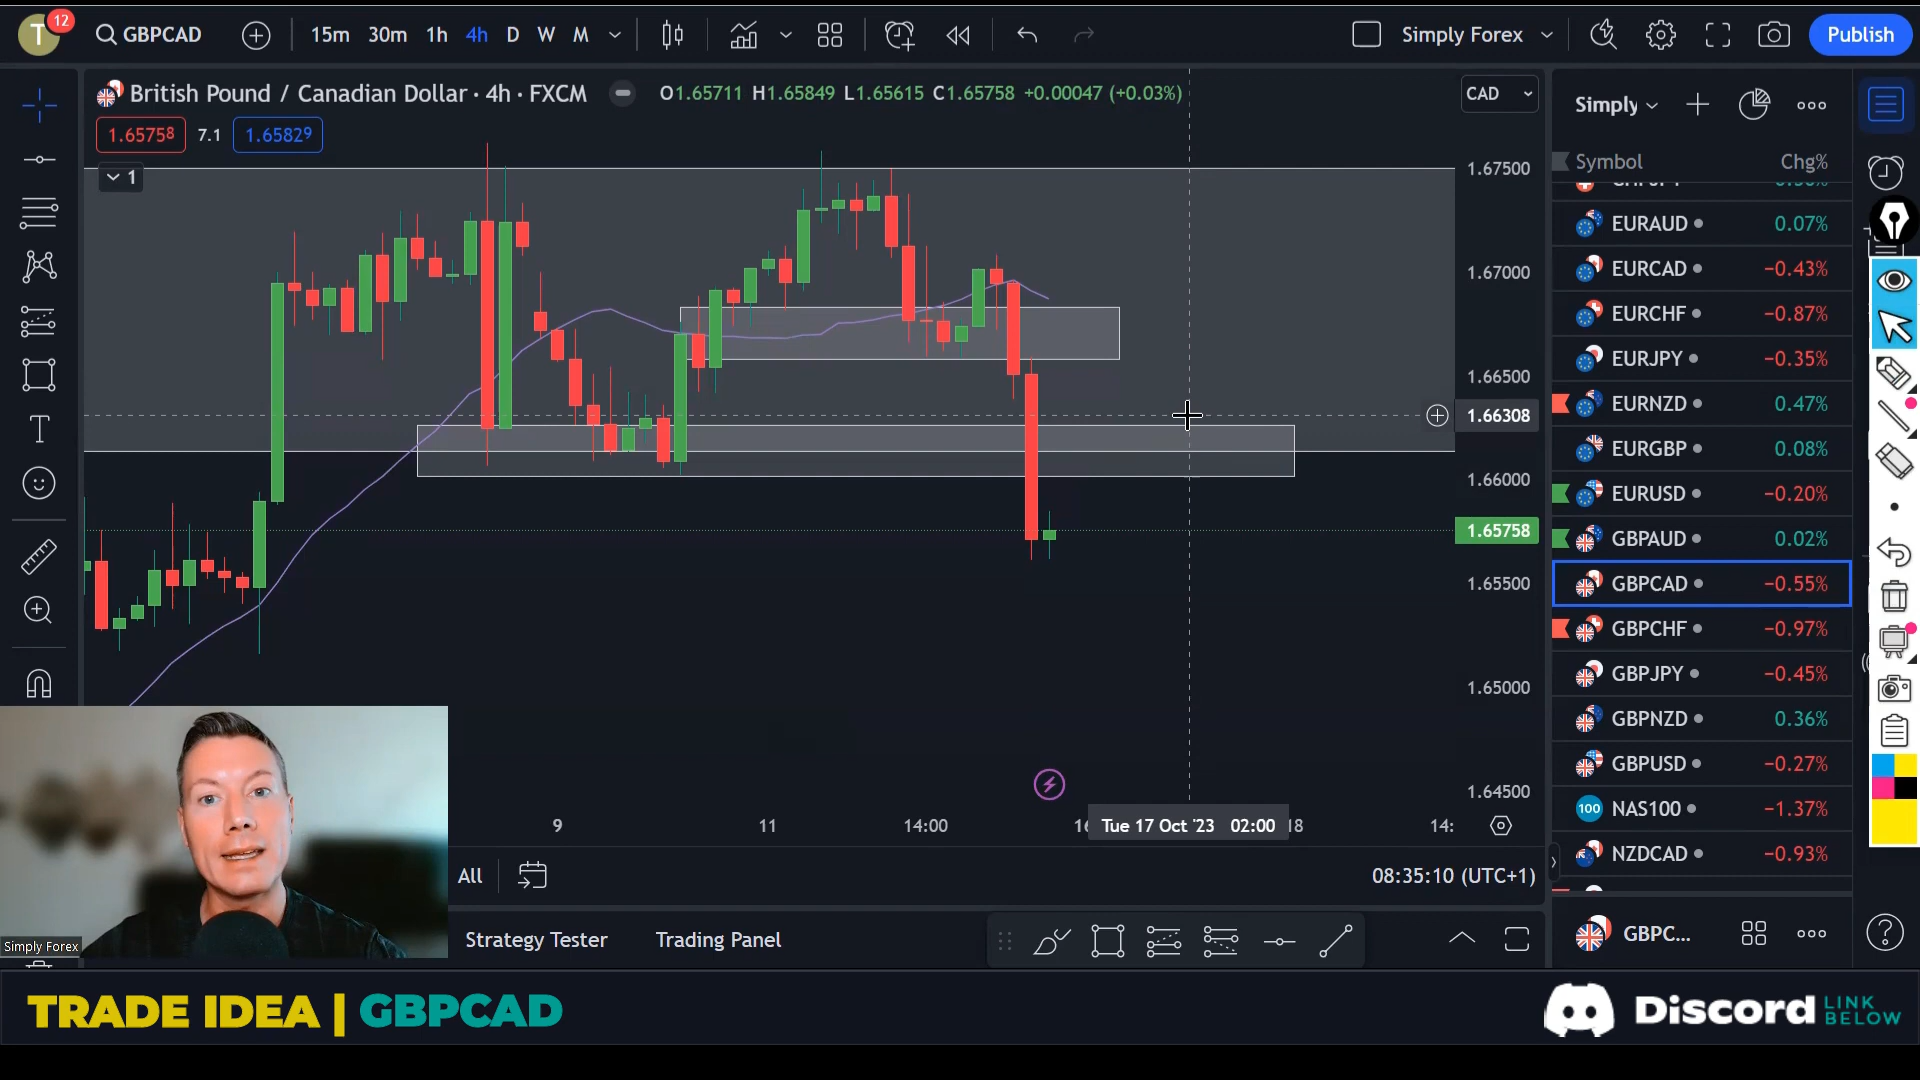 T
12
GBPCAD
15m 30m 1h 4h D W M
Simply Forex
Publish
British Pound / Canadian Dollar · 4h · FXCM
O1.65711 H1.65849 L1.65615 C1.65758 +0.00047 (+0.03%)
CAD
1.65758 7.1 1.65829
1
1.67500
1.67000
1.66500
1.66308
1.66000
1.65758
1.65500
1.65000
1.64500
Simply
Symbol Chg%
EURAUD 0.07%
EURCAD −0.43%
EURCHF −0.87%
EURJPY −0.35%
EURNZD 0.47%
EURGBP 0.08%
EURUSD −0.20%
GBPAUD 0.02%
GBPCAD −0.55%
GBPCHF −0.97%
GBPJPY −0.45%
GBPNZD 0.36%
GBPUSD −0.27%
100 NAS100 −1.37%
NZDCAD −0.93%
GBPC...
9 11 14:00 16 Tue 17 Oct '23 02:00 18 14:
All
08:35:10 (UTC+1)
Simply Forex
Strategy Tester Trading Panel
TRADE IDEA | GBPCAD
Discord LINK BELOW